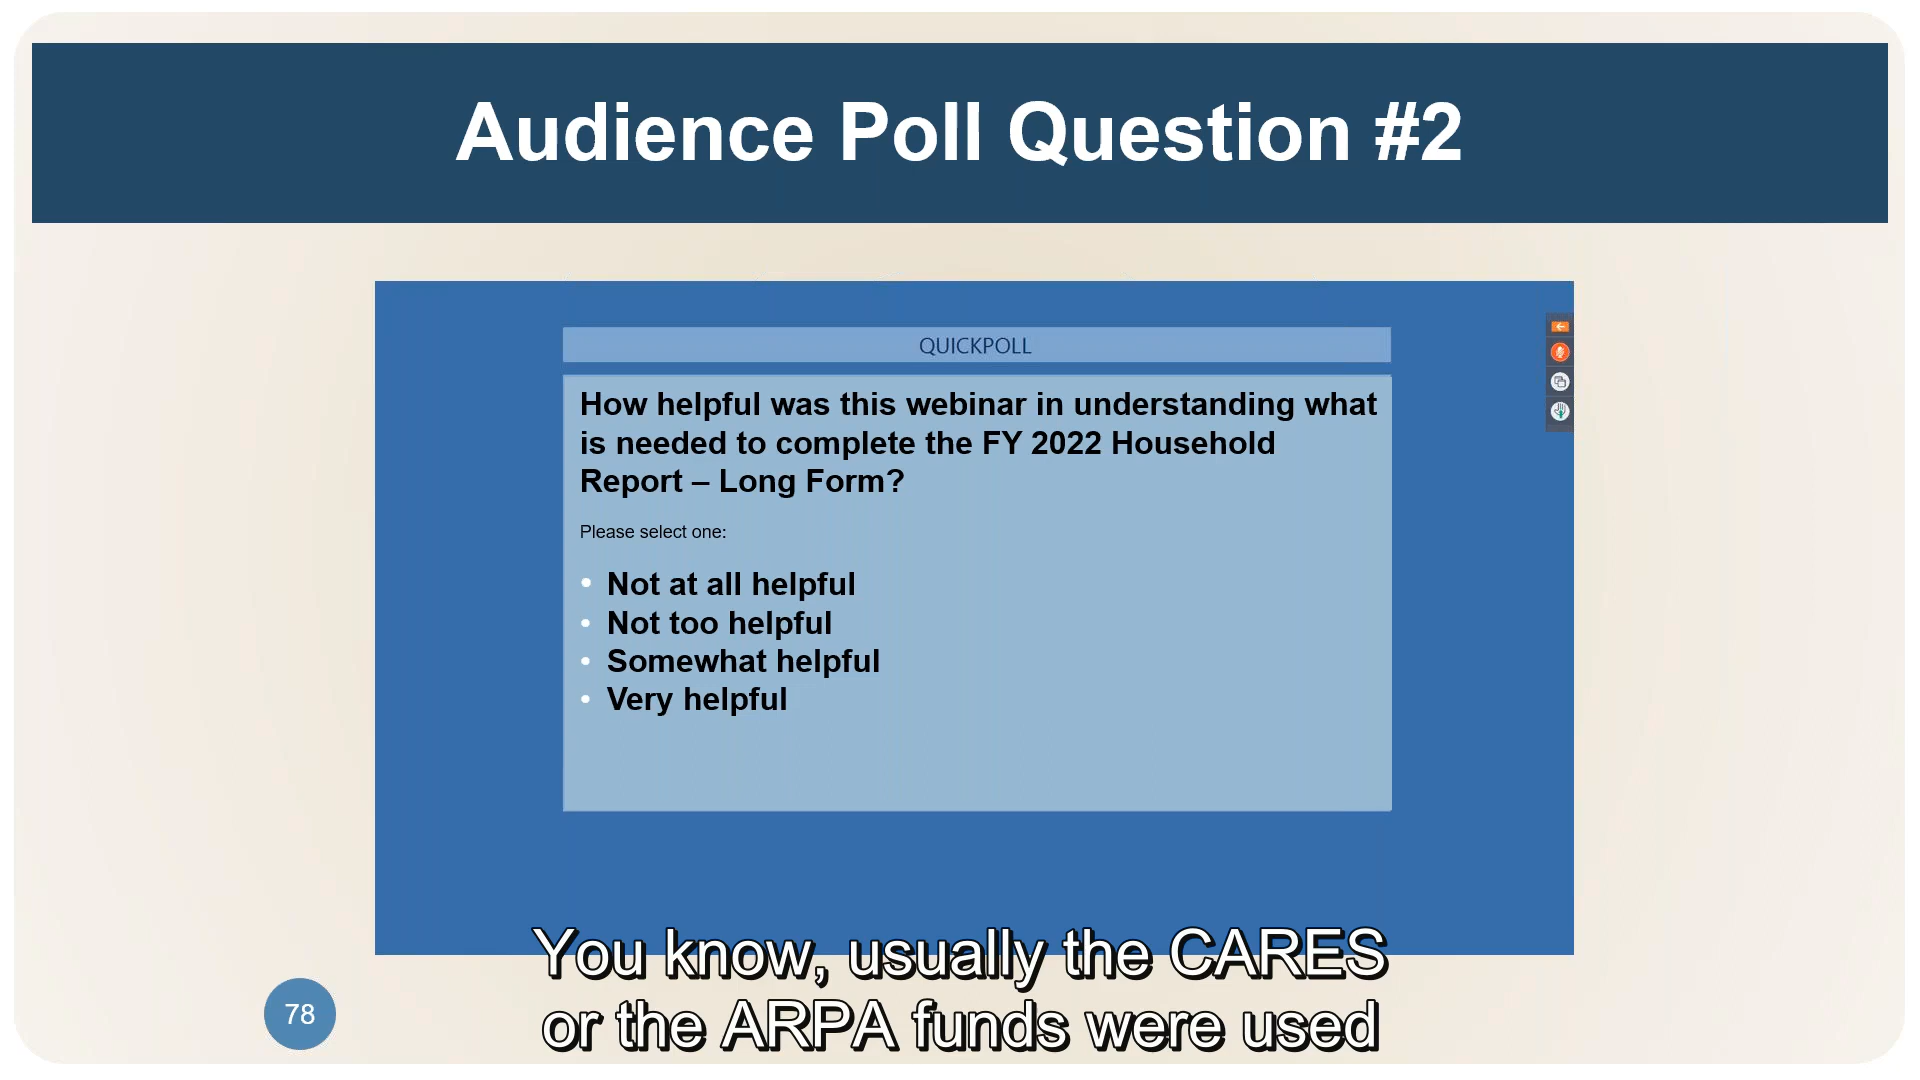 Audience Poll Question #2
QUICKPOLL
How helpful was this webinar in understanding what
is needed to complete the FY 2022 Household
Report – Long Form?
Please select one:
• Not at all helpful
• Not too helpful
• Somewhat helpful
• Very helpful
You know, usually the CARES
or the ARPA funds were used
78